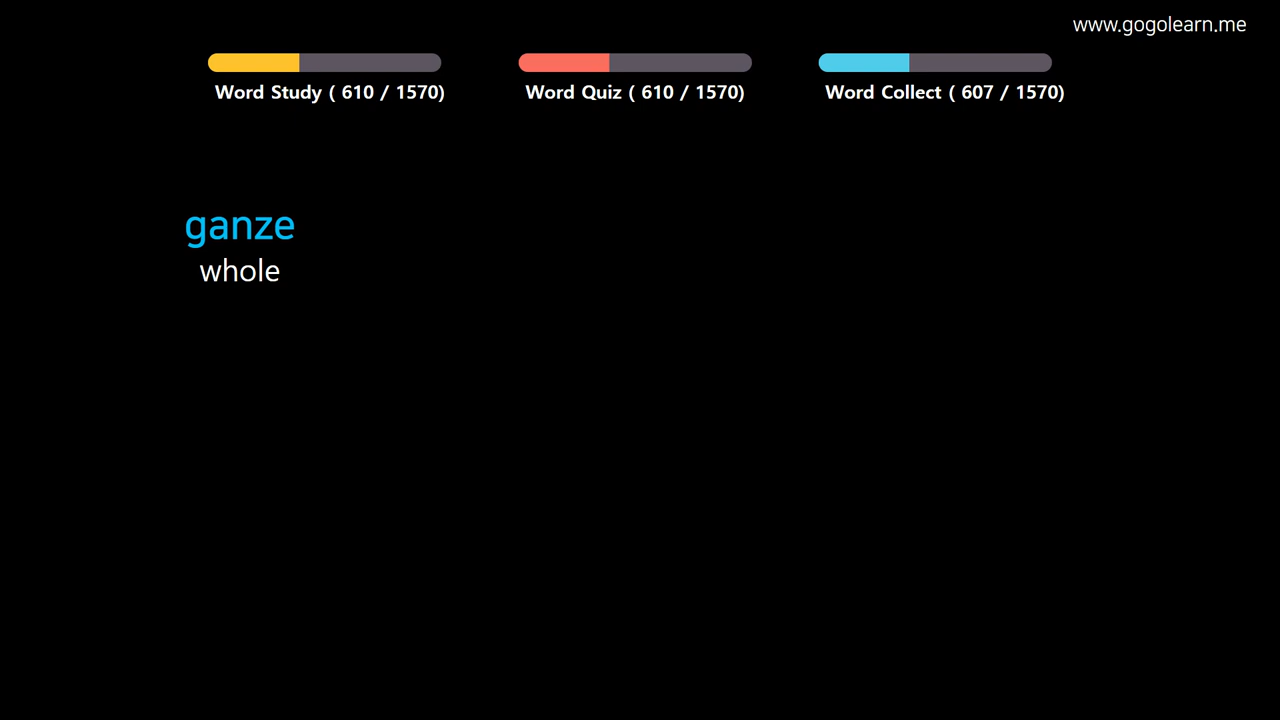 www.gogolearn.me
Word Study ( 610 / 1570)
Word Quiz ( 610 / 1570)
Word Collect ( 607 / 1570)
ganze
whole